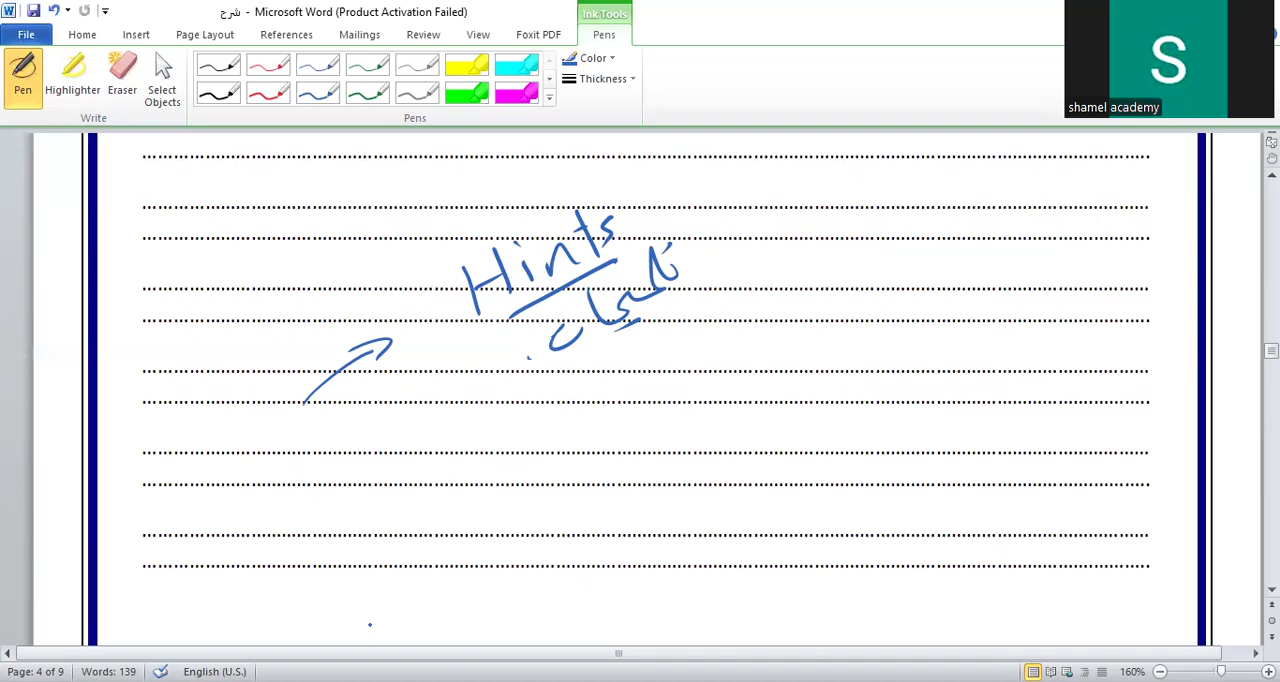 شرح - Microsoft Word (Product Activation Failed)
Ink Tools
File Home Insert Page Layout References Mailings Review View Foxit PDF Pens
Pen Highlighter Eraser Select Objects
Color
Thickness
Write Pens
S
shamel academy
Hints
Page: 4 of 9 Words: 139 English (U.S.) 160%